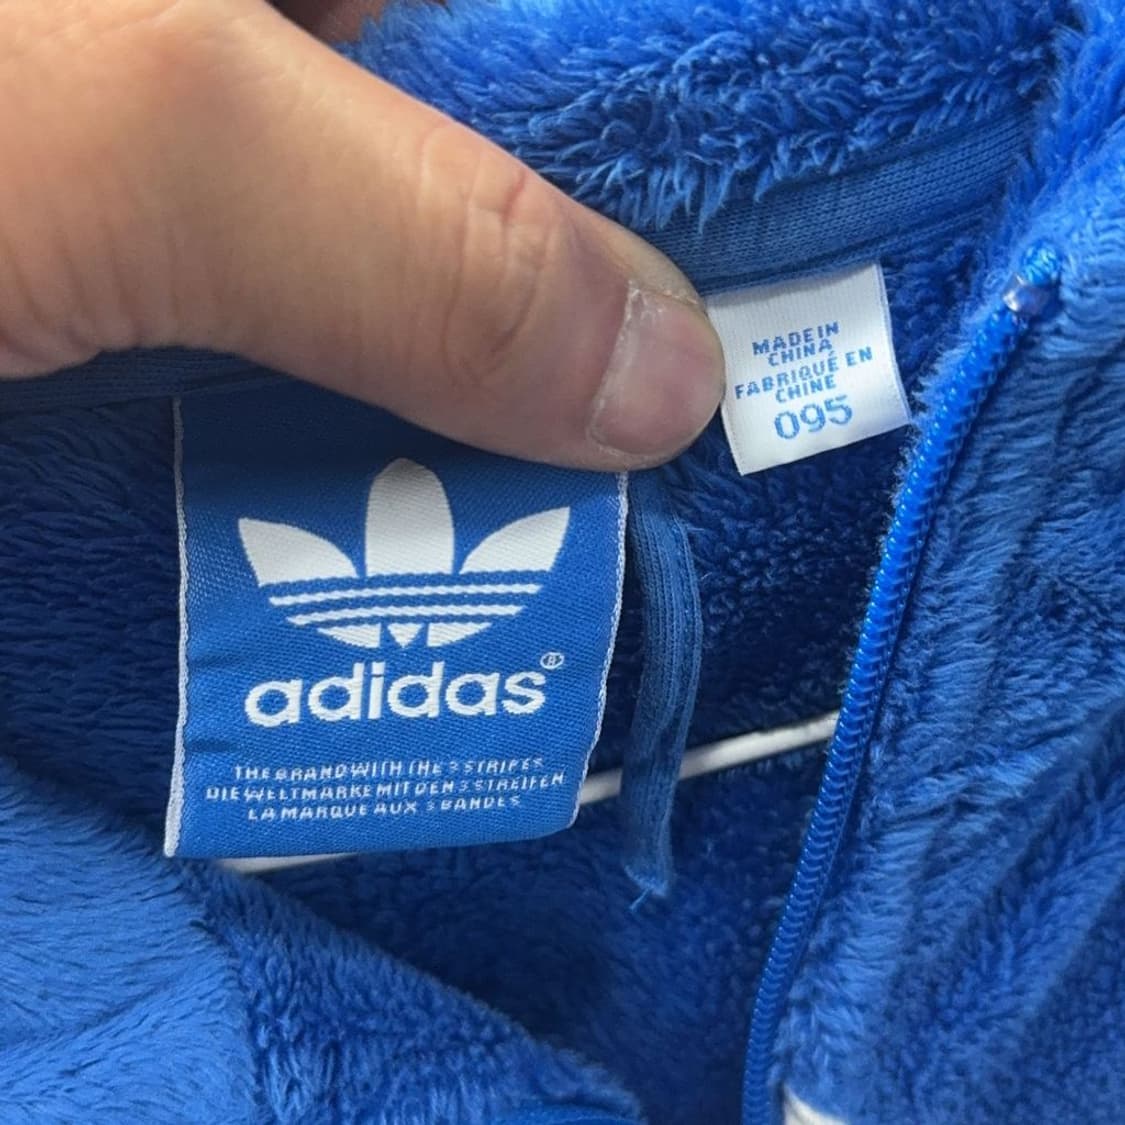 MADE IN
CHINA
FABRIQUÉ EN
CHINE
095
adidas®
THE BRAND WITH THE 3 STRIPES
DIE WELTMARKE MIT DEN 3 STREIFEN
LA MARQUE AUX 3 BANDES